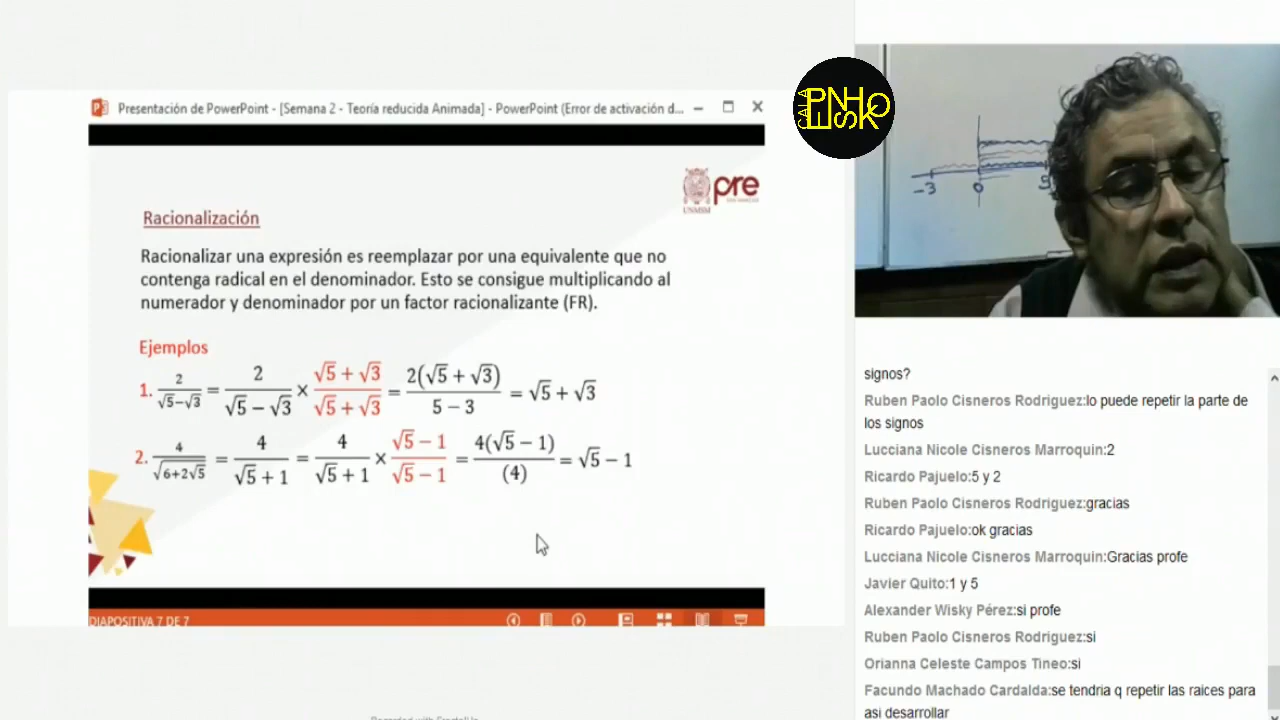 Presentación de PowerPoint - [Semana 2 - Teoría reducida Animada] - PowerPoint (Error de activación d...
CALA
PNHO
ESK
pre
SAN MARCOS
UNMSM
-3 0 9
Racionalización
Racionalizar una expresión es reemplazar por una equivalente que no
contenga radical en el denominador. Esto se consigue multiplicando al
numerador y denominador por un factor racionalizante (FR).
Ejemplos
1. 2/(√5−√3) = 2/(√5 − √3) × (√5 + √3)/(√5 + √3) = 2(√5 + √3)/(5 − 3) = √5 + √3
2. 4/√(6+2√5) = 4/(√5 + 1) = 4/(√5 + 1) × (√5 − 1)/(√5 − 1) = 4(√5 − 1)/(4) = √5 − 1
DIAPOSITIVA 7 DE 7
signos?
Ruben Paolo Cisneros Rodriguez:lo puede repetir la parte de
los signos
Lucciana Nicole Cisneros Marroquin:2
Ricardo Pajuelo:5 y 2
Ruben Paolo Cisneros Rodriguez:gracias
Ricardo Pajuelo:ok gracias
Lucciana Nicole Cisneros Marroquin:Gracias profe
Javier Quito:1 y 5
Alexander Wisky Pérez:si profe
Ruben Paolo Cisneros Rodriguez:si
Orianna Celeste Campos Tineo:si
Facundo Machado Cardalda:se tendria q repetir las raices para
asi desarrollar